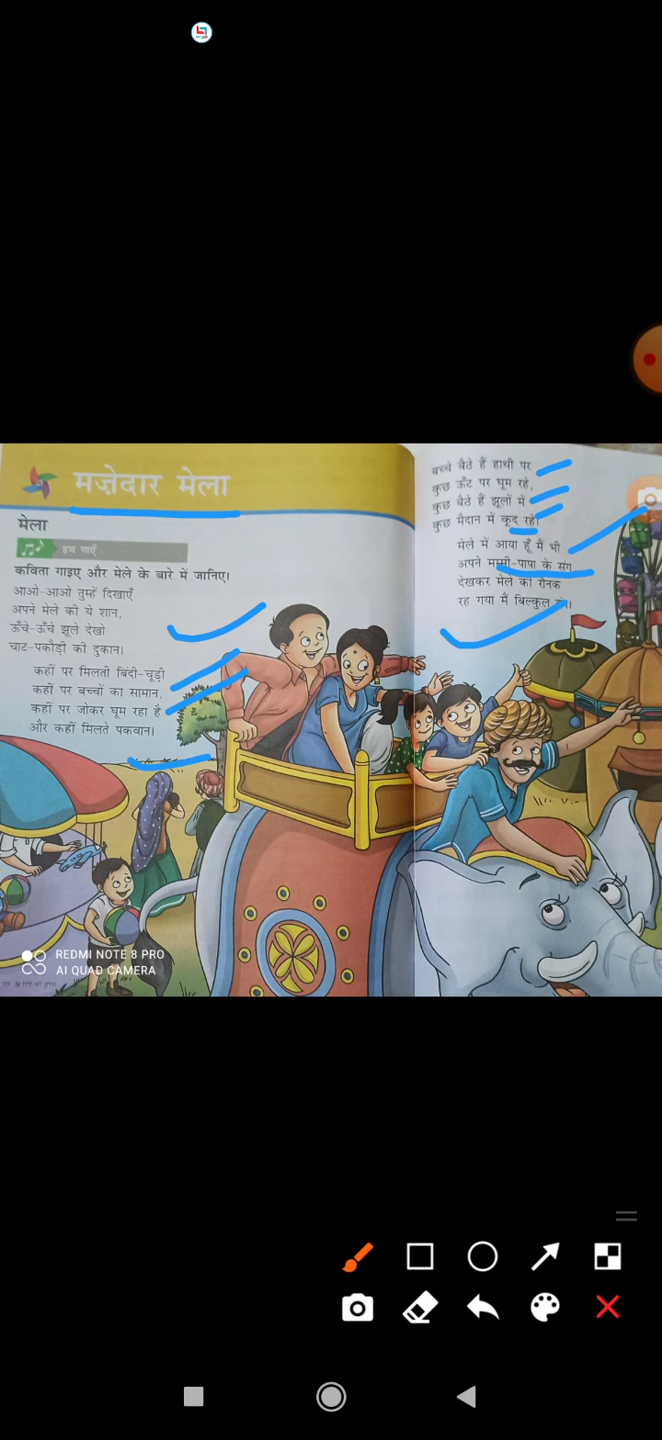 मज़ेदार मेला
मेला
हम गाएँ
कविता गाइए और मेले के बारे में जानिए।
आओ-आओ तुम्हें दिखाएँ
अपने मेले की ये शान,
ऊँचे-ऊँचे झूले देखो
चाट-पकौड़ी की दुकान।
कहीं पर मिलती बिंदी-चूड़ी
कहीं पर बच्चों का सामान,
कहीं पर जोकर घूम रहा है
और कहीं मिलते पकवान।
बच्चे बैठे हैं हाथी पर
कुछ ऊँट पर घूम रहे,
कुछ बैठे हैं झूलों में
कुछ मैदान में कूद रहे।
मेले में आया हूँ मैं भी
अपने मम्मी-पापा के संग
देखकर मेले की रौनक
रह गया मैं बिल्कुल
REDMI NOTE 8 PRO
AI QUAD CAMERA